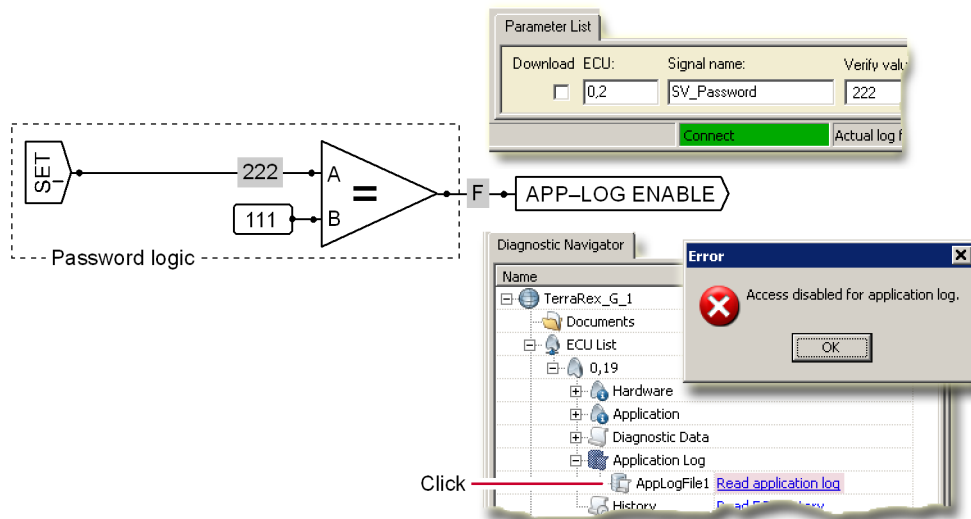 Parameter List
Download ECU: Signal name: Verify valu
0,2 SV_Password 222
Connect Actual log f
SET
222 A
=
F APP–LOG ENABLE
111 B
Password logic
Diagnostic Navigator
Name
TerraRex_G_1
Documents
ECU List
0,19
Hardware
Application
Diagnostic Data
Application Log
AppLogFile1 Read application log
History
Error
Access disabled for application log.
OK
Click